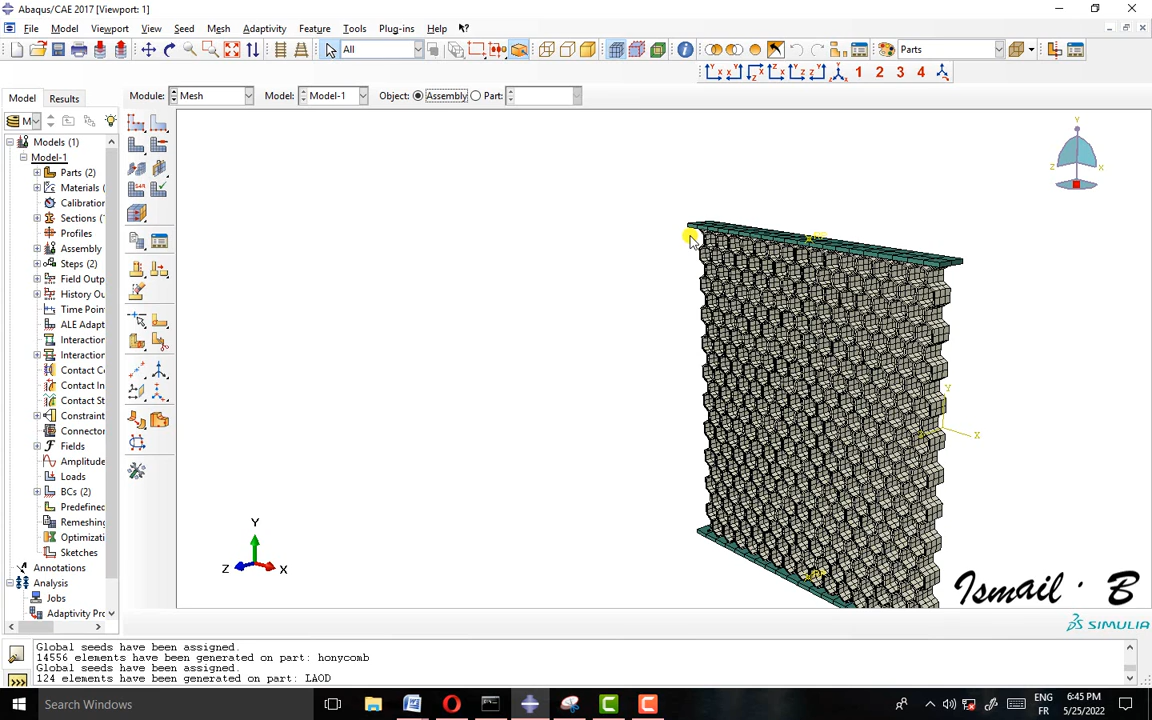 Abaqus/CAE 2017 [Viewport: 1]
File Model Viewport View Seed Mesh Adaptivity Feature Tools Plug-ins Help
All
Parts
1 2 3 4
Model Results
Module: Mesh Model: Model-1 Object: Assembly Part:
M
Models (1)
Model-1
Parts (2)
Materials (
Calibration
Sections (
Profiles
Assembly
Steps (2)
Field Outp
History Ou
Time Poin
ALE Adapt
Interaction
Interaction
Contact Co
Contact In
Contact St
Constraint
Connector
Fields
Amplitude
Loads
BCs (2)
Predefined
Remeshing
Optimizatio
Sketches
Annotations
Analysis
Jobs
Adaptivity Pro
Y
Z X
Y
X
Y
Z X
Ismail · B
SIMULIA
Global seeds have been assigned.
14556 elements have been generated on part: honycomb
Global seeds have been assigned.
124 elements have been generated on part: LAOD
Search Windows
ENG
FR
6:45 PM
5/25/2022